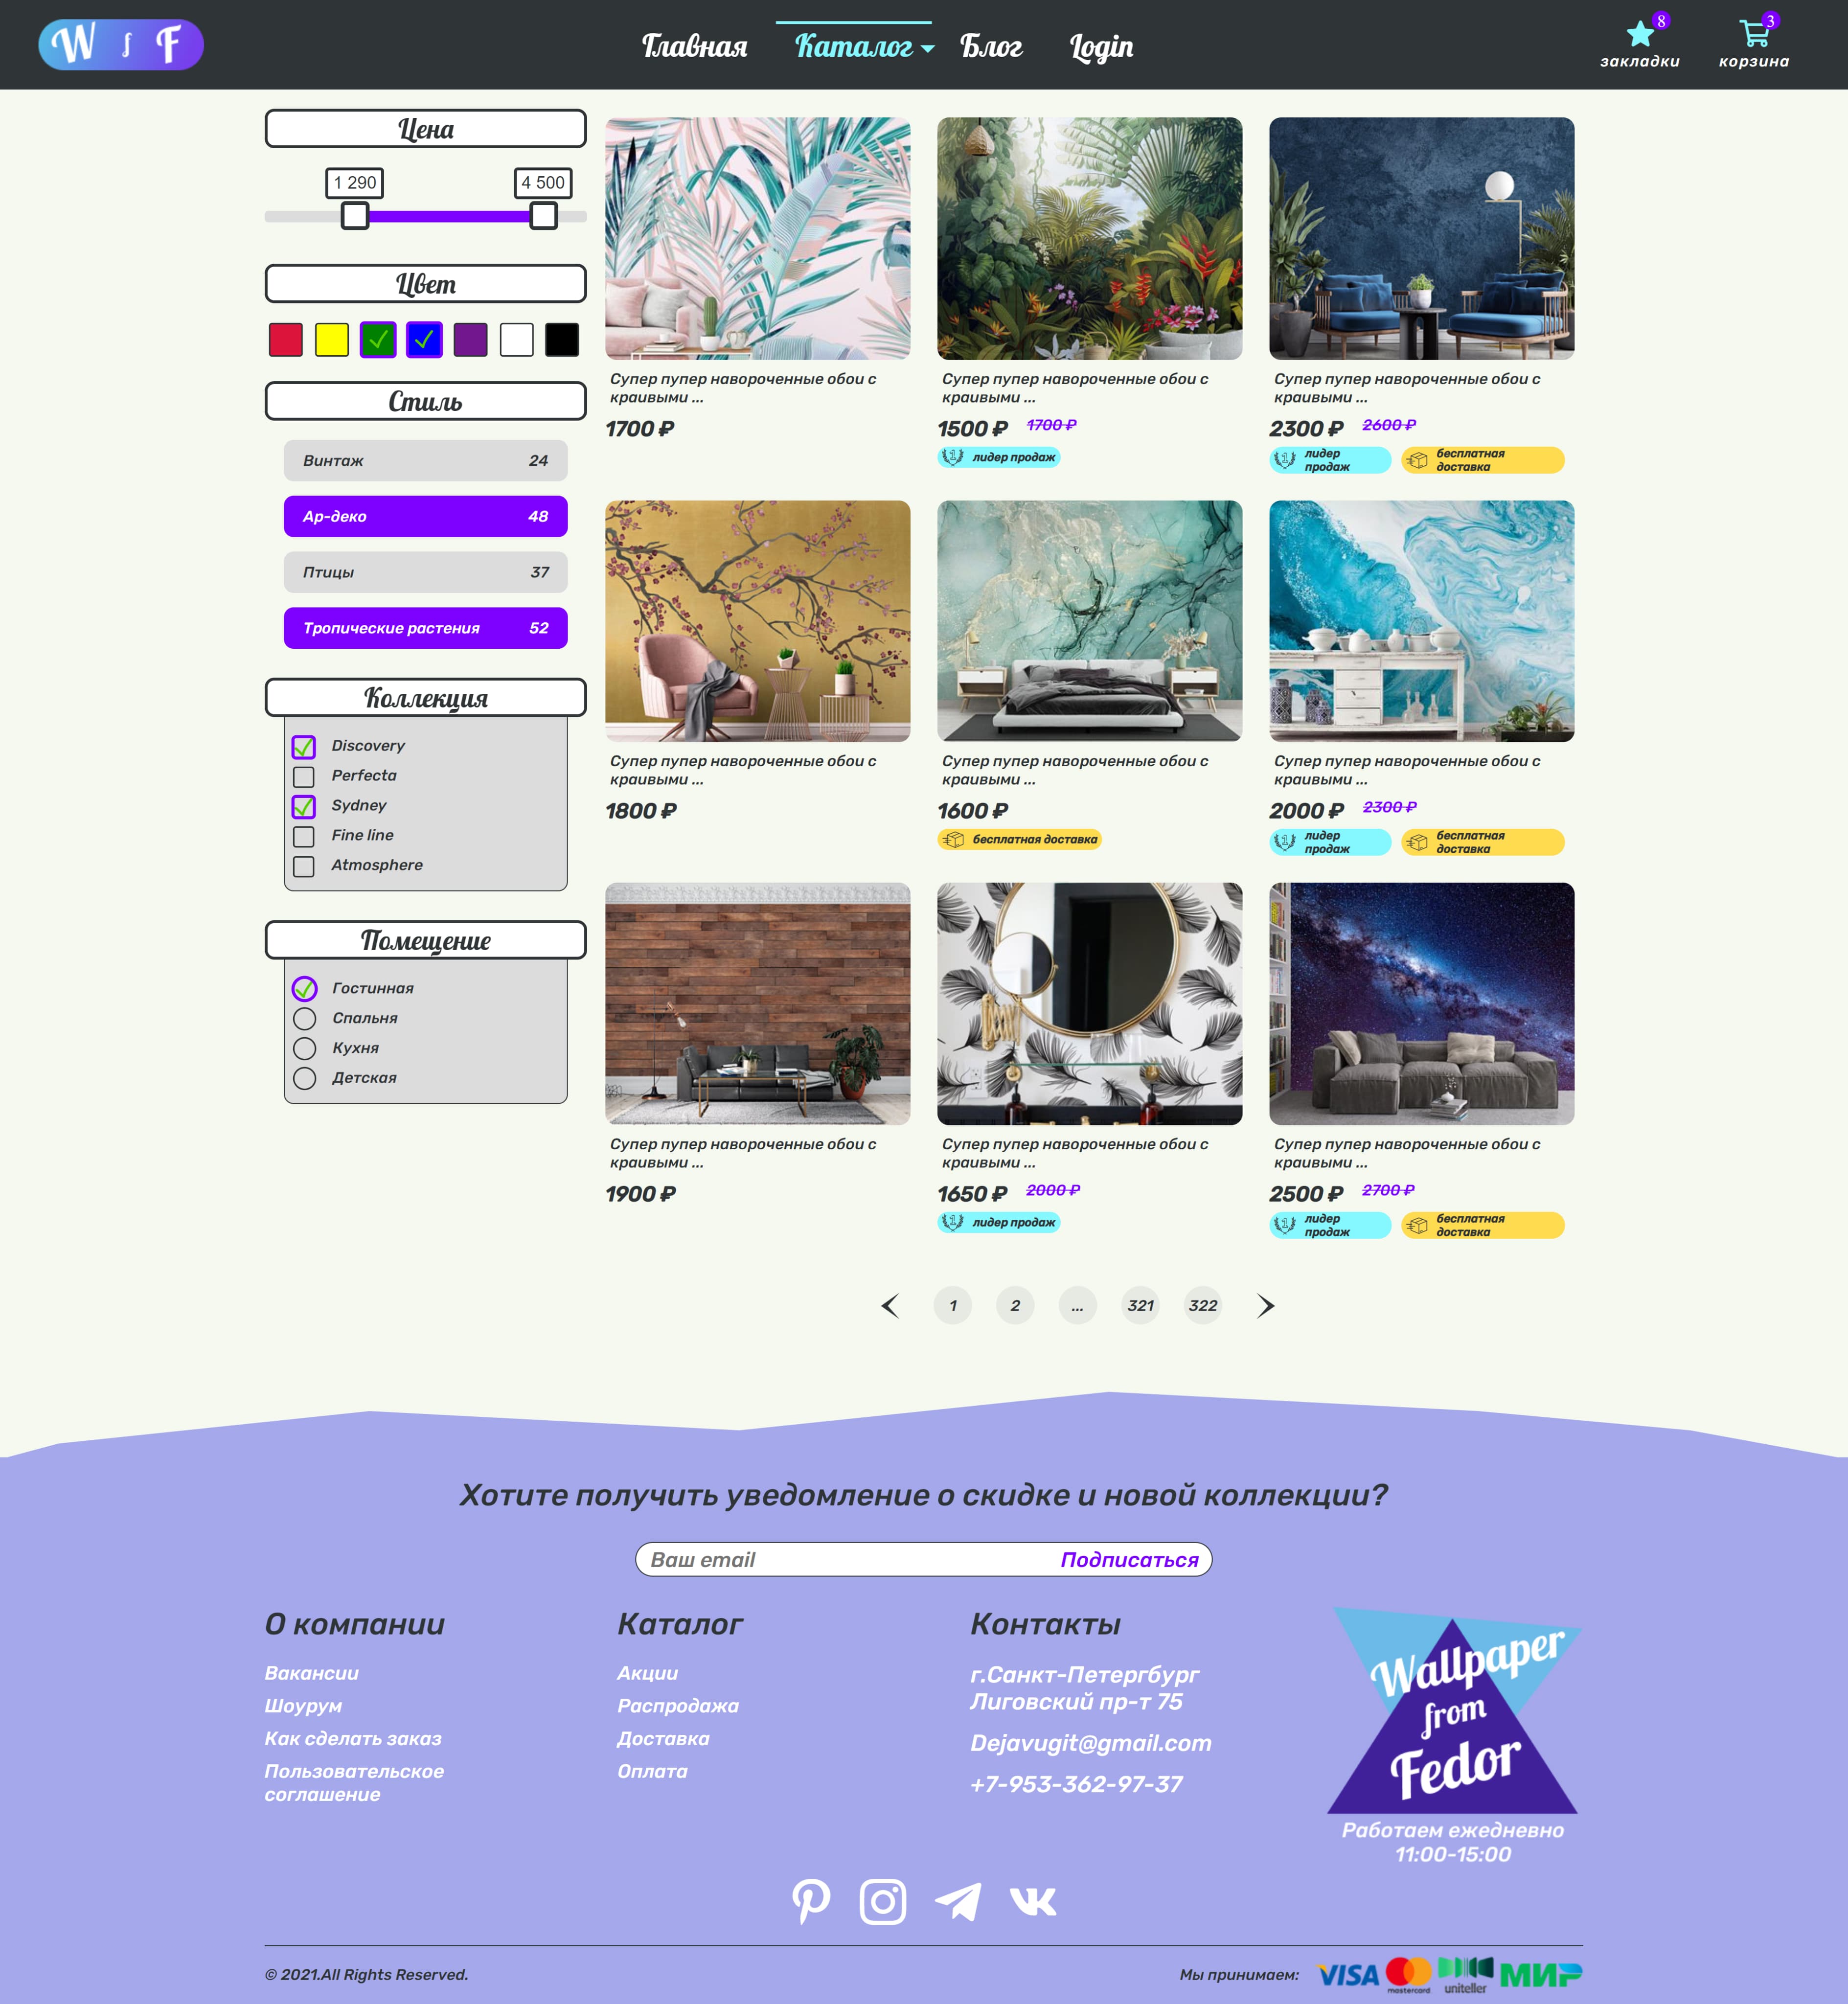 W f F
Главная
Каталог
Блог
Login
8
закладки
3
корзина
Цена
1 290
4 500
Цвет
Стиль
Винтаж 24
Ар-деко 48
Птицы 37
Тропические растения 52
Коллекция
Discovery
Perfecta
Sydney
Fine line
Atmosphere
Помещение
Гостинная
Спальня
Кухня
Детская
Супер пупер навороченные обои с
краивыми ...
1700 ₽
Супер пупер навороченные обои с
краивыми ...
1500 ₽ 1700 ₽
1 лидер продаж
Супер пупер навороченные обои с
краивыми ...
2300 ₽ 2600 ₽
1 лидер
продаж
бесплатная
доставка
Супер пупер навороченные обои с
краивыми ...
1800 ₽
Супер пупер навороченные обои с
краивыми ...
1600 ₽
бесплатная доставка
Супер пупер навороченные обои с
краивыми ...
2000 ₽ 2300 ₽
1 лидер
продаж
бесплатная
доставка
Супер пупер навороченные обои с
краивыми ...
1900 ₽
Супер пупер навороченные обои с
краивыми ...
1650 ₽ 2000 ₽
1 лидер продаж
Супер пупер навороченные обои с
краивыми ...
2500 ₽ 2700 ₽
1 лидер
продаж
бесплатная
доставка
1 2 ... 321 322
Хотите получить уведомление о скидке и новой коллекции?
Ваш email
Подписаться
О компании
Вакансии
Шоурум
Как сделать заказ
Пользовательское
соглашение
Каталог
Акции
Распродажа
Доставка
Оплата
Контакты
г.Санкт-Петергбург
Лиговский пр-т 75
Dejavugit@gmail.com
+7-953-362-97-37
Wallpaper
from
Fedor
Работаем ежедневно
11:00-15:00
© 2021.All Rights Reserved.
Мы принимаем:
VISA
mastercard
uniteller
МИР